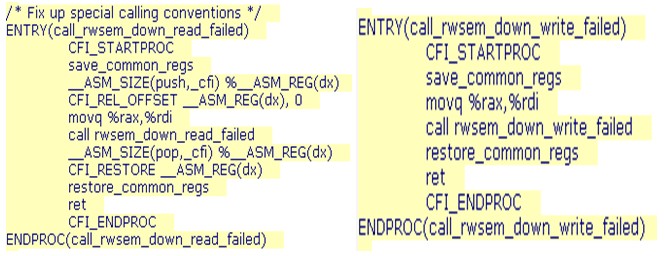 /* Fix up special calling conventions */
ENTRY(call_rwsem_down_read_failed)
CFI_STARTPROC
save_common_regs
__ASM_SIZE(push,_cfi) %__ASM_REG(dx)
CFI_REL_OFFSET __ASM_REG(dx), 0
movq %rax,%rdi
call rwsem_down_read_failed
__ASM_SIZE(pop,_cfi) %__ASM_REG(dx)
CFI_RESTORE __ASM_REG(dx)
restore_common_regs
ret
CFI_ENDPROC
ENDPROC(call_rwsem_down_read_failed)
ENTRY(call_rwsem_down_write_failed)
CFI_STARTPROC
save_common_regs
movq %rax,%rdi
call rwsem_down_write_failed
restore_common_regs
ret
CFI_ENDPROC
ENDPROC(call_rwsem_down_write_failed)